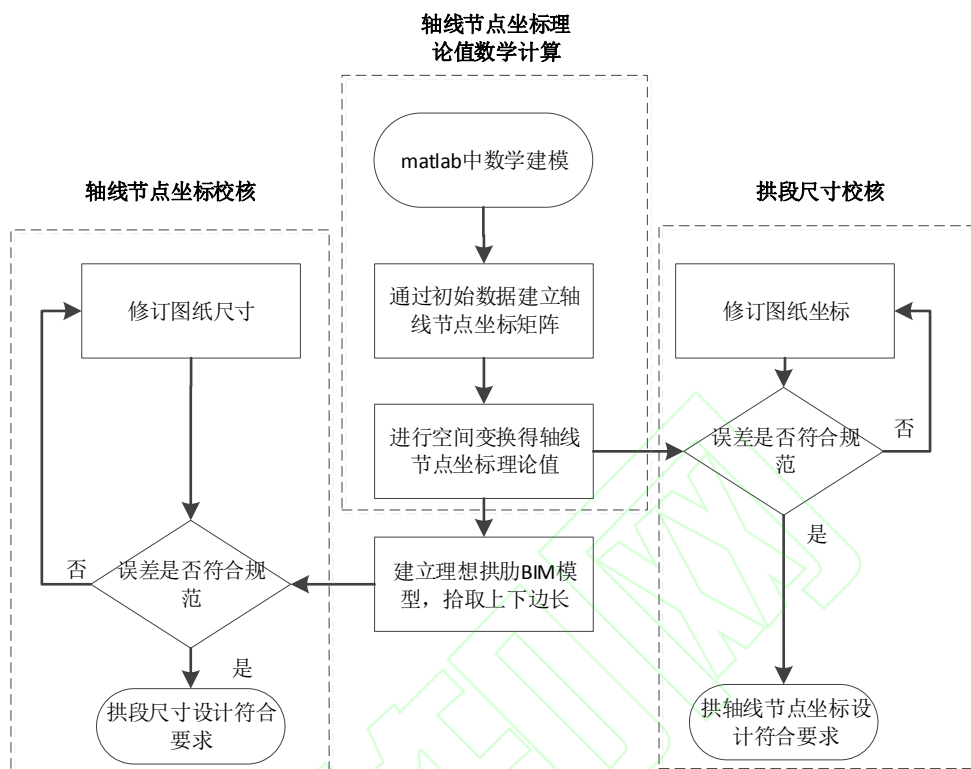 轴线节点坐标理
论值数学计算
matlab中数学建模
轴线节点坐标校核
拱段尺寸校核
修订图纸尺寸
通过初始数据建立轴
线节点坐标矩阵
修订图纸坐标
进行空间变换得轴线
节点坐标理论值
误差是否符合规
范
否
是
否
误差是否符合规
范
建立理想拱肋BIM模
型，拾取上下边长
是
拱段尺寸设计符合
要求
拱轴线节点坐标设
计符合要求